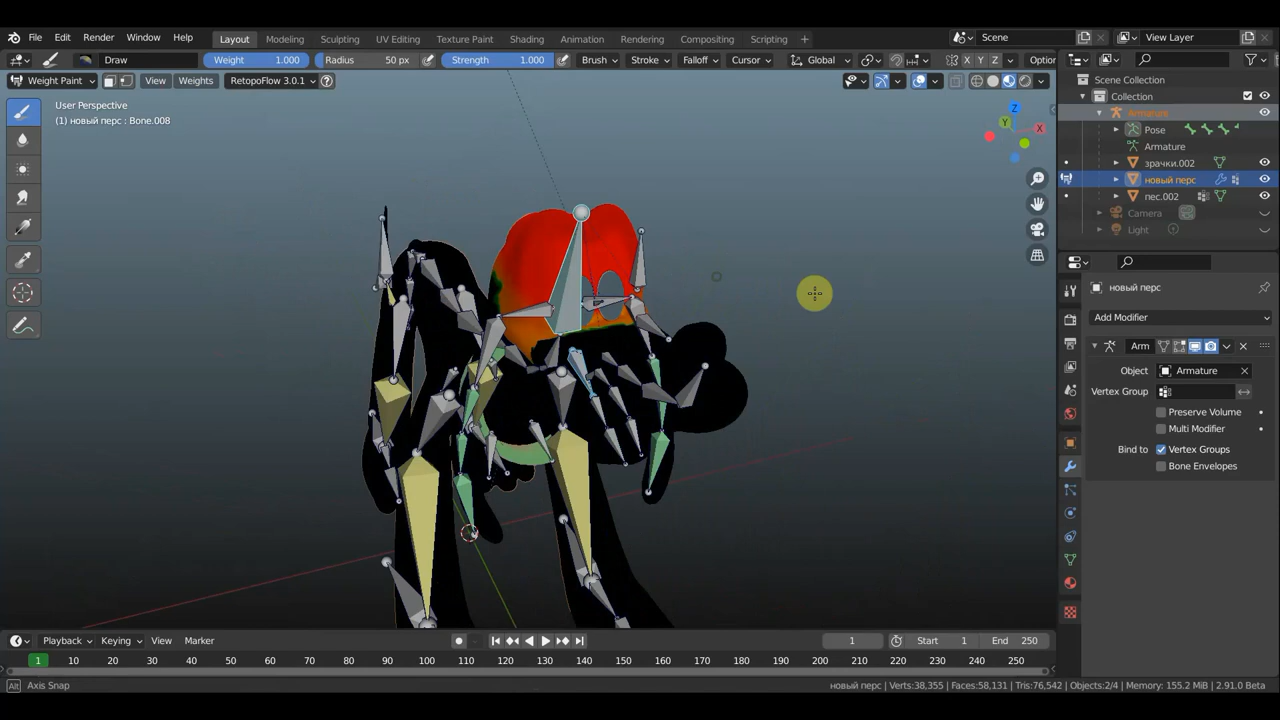 File Edit Render Window Help Layout Modeling Sculpting UV Editing Texture Paint Shading Animation Rendering Compositing Scripting + Scene View Layer
Draw Weight 1.000 Radius 50 px Strength 1.000 Brush Stroke Falloff Cursor Global X Y Z Option
Weight Paint View Weights RetopoFlow 3.0.1
Scene Collection
User Perspective
(1) новый перс : Bone.008
Collection
Armature
Pose
Armature
зрачки.002
новый перс
пес.002
Camera
Light
Z
Y
X
новый перс
Add Modifier
Arm
Object Armature
Vertex Group
Preserve Volume
Multi Modifier
Bind to Vertex Groups
Bone Envelopes
Playback Keying View Marker 1 Start 1 End 250
1 10 20 30 40 50 60 70 80 90 100 110 120 130 140 150 160 170 180 190 200 210 220 230 240 250
Alt Axis Snap новый перс | Verts:38,355 | Faces:58,131 | Tris:76,542 | Objects:2/4 | Memory: 155.2 MiB | 2.91.0 Beta